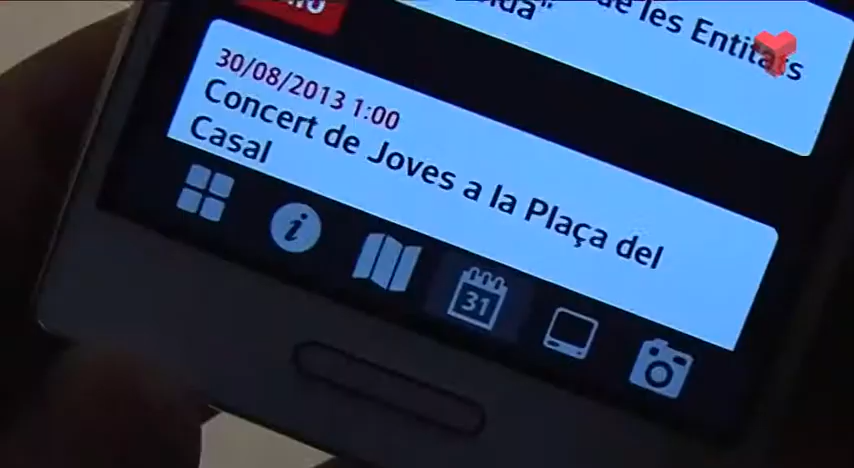 de les Entitats
30/08/2013 1:00
Concert de Joves a la Plaça del
Casal
31